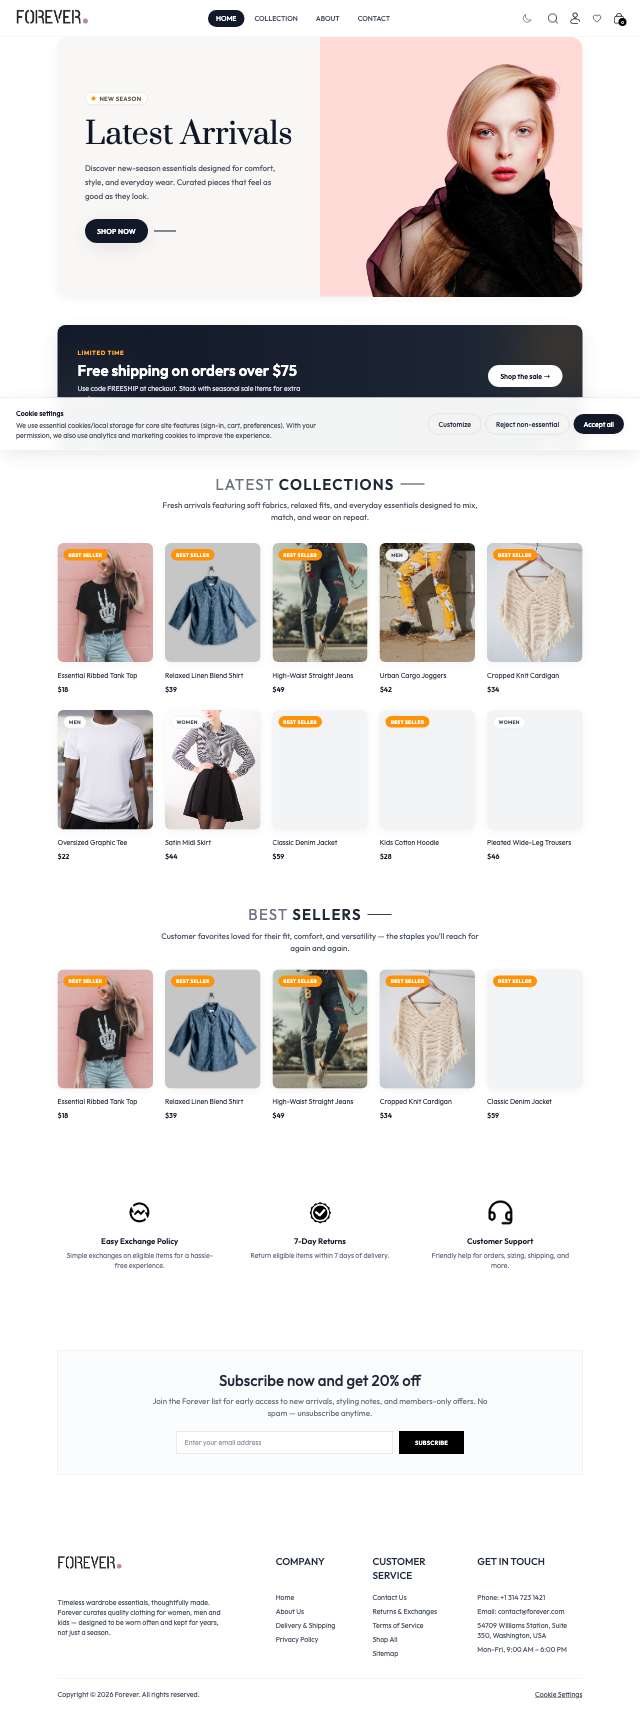 FOREVER.
HOME
COLLECTION
ABOUT
CONTACT
0
NEW SEASON
Latest Arrivals
Discover new-season essentials designed for comfort,
style, and everyday wear. Curated pieces that feel as
good as they look.
SHOP NOW
LIMITED TIME
Free shipping on orders over $75
Use code FREESHIP at checkout. Stack with seasonal sale items for extra
Shop the sale →
Cookie settings
We use essential cookies/local storage for core site features (sign-in, cart, preferences). With your
permission, we also use analytics and marketing cookies to improve the experience.
Customize
Reject non-essential
Accept all
LATEST COLLECTIONS
Fresh arrivals featuring soft fabrics, relaxed fits, and everyday essentials designed to mix,
match, and wear on repeat.
BEST SELLER
BEST SELLER
BEST SELLER
MEN
BEST SELLER
Essential Ribbed Tank Top
Relaxed Linen Blend Shirt
High-Waist Straight Jeans
Urban Cargo Joggers
Cropped Knit Cardigan
$18
$39
$49
$42
$34
MEN
WOMEN
BEST SELLER
BEST SELLER
WOMEN
Oversized Graphic Tee
Satin Midi Skirt
Classic Denim Jacket
Kids Cotton Hoodie
Pleated Wide-Leg Trousers
$22
$44
$59
$28
$46
BEST SELLERS
Customer favorites loved for their fit, comfort, and versatility — the staples you'll reach for
again and again.
BEST SELLER
BEST SELLER
BEST SELLER
BEST SELLER
BEST SELLER
Essential Ribbed Tank Top
Relaxed Linen Blend Shirt
High-Waist Straight Jeans
Cropped Knit Cardigan
Classic Denim Jacket
$18
$39
$49
$34
$59
Easy Exchange Policy
Simple exchanges on eligible items for a hassle-
free experience.
7-Day Returns
Return eligible items within 7 days of delivery.
Customer Support
Friendly help for orders, sizing, shipping, and
more.
Subscribe now and get 20% off
Join the Forever list for early access to new arrivals, styling notes, and members-only offers. No
spam — unsubscribe anytime.
Enter your email address
SUBSCRIBE
FOREVER.
Timeless wardrobe essentials, thoughtfully made.
Forever curates quality clothing for women, men and
kids — designed to be worn often and kept for years,
not just a season.
COMPANY
Home
About Us
Delivery & Shipping
Privacy Policy
CUSTOMER
SERVICE
Contact Us
Returns & Exchanges
Terms of Service
Shop All
Sitemap
GET IN TOUCH
Phone: +1 314 723 1421
Email: contact@forever.com
54709 Williams Station, Suite
350, Washington, USA
Mon–Fri, 9:00 AM – 6:00 PM
Copyright © 2026 Forever. All rights reserved.
Cookie Settings